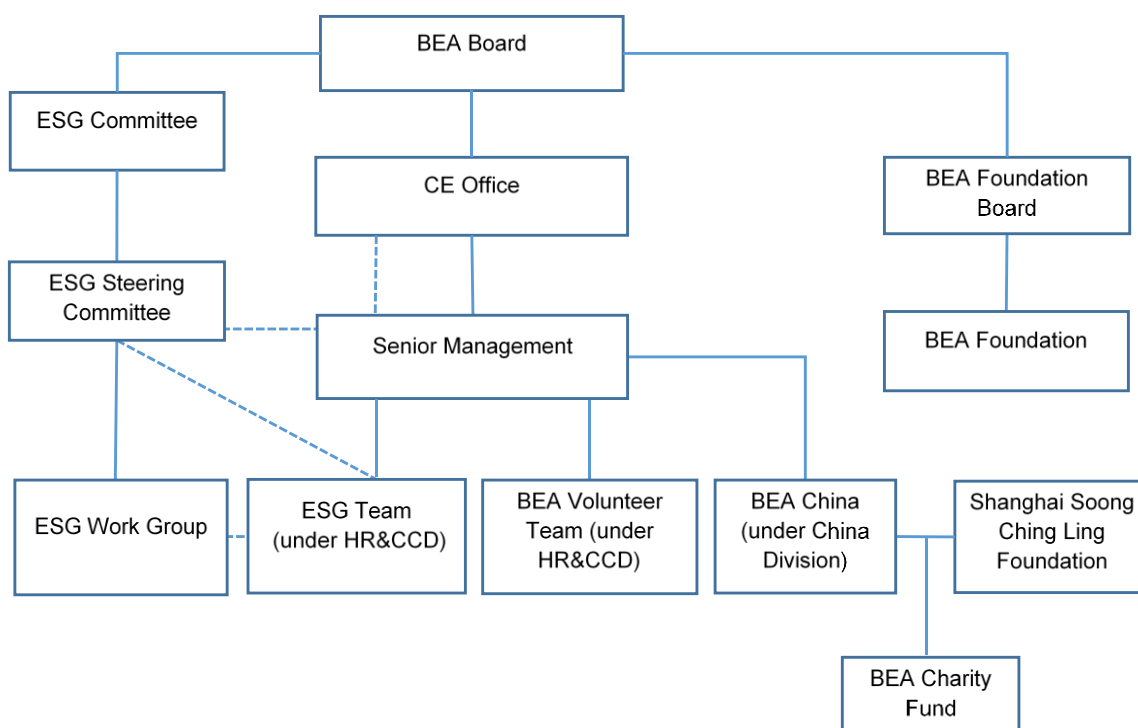 BEA Board
ESG Committee
CE Office
BEA Foundation
Board
ESG Steering
Committee
Senior Management
BEA Foundation
ESG Work Group
ESG Team
(under HR&CCD)
BEA Volunteer
Team (under
HR&CCD)
BEA China
(under China
Division)
Shanghai Soong
Ching Ling
Foundation
BEA Charity
Fund